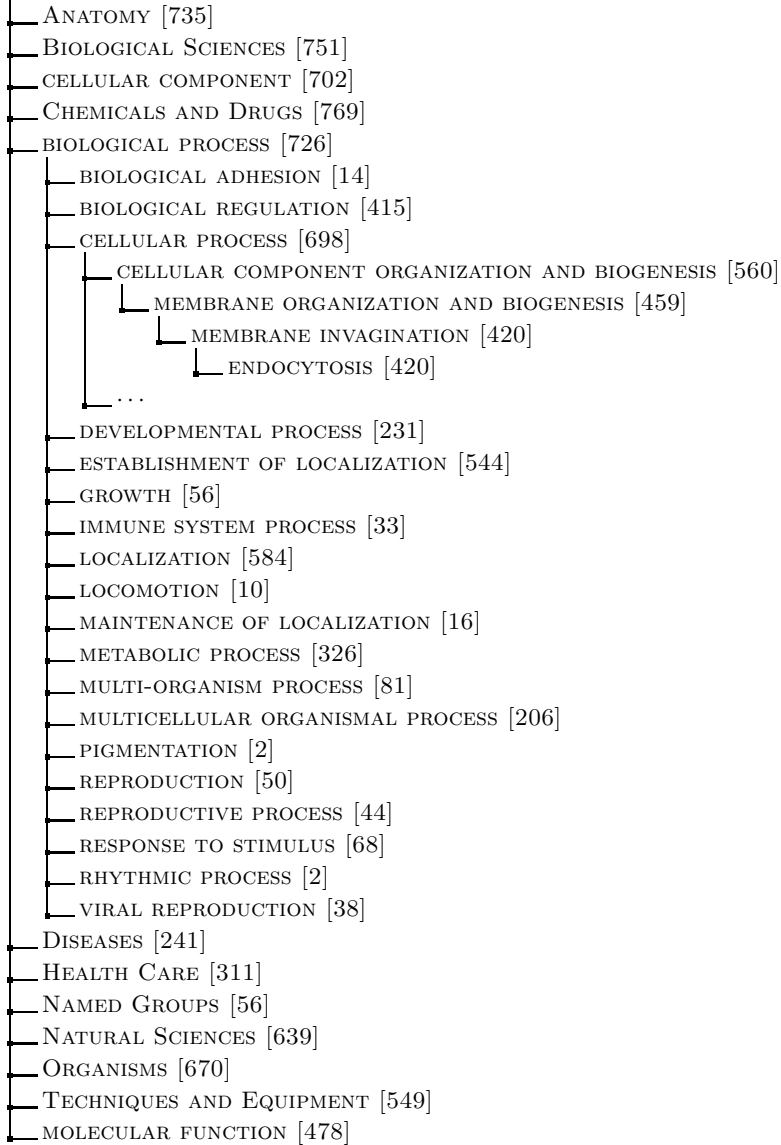 Anatomy [735]
Biological Sciences [751]
cellular component [702]
Chemicals and Drugs [769]
biological process [726]
biological adhesion [14]
biological regulation [415]
cellular process [698]
cellular component organization and biogenesis [560]
membrane organization and biogenesis [459]
membrane invagination [420]
endocytosis [420]
...
developmental process [231]
establishment of localization [544]
growth [56]
immune system process [33]
localization [584]
locomotion [10]
maintenance of localization [16]
metabolic process [326]
multi-organism process [81]
multicellular organismal process [206]
pigmentation [2]
reproduction [50]
reproductive process [44]
response to stimulus [68]
rhythmic process [2]
viral reproduction [38]
Diseases [241]
Health Care [311]
Named Groups [56]
Natural Sciences [639]
Organisms [670]
Techniques and Equipment [549]
molecular function [478]